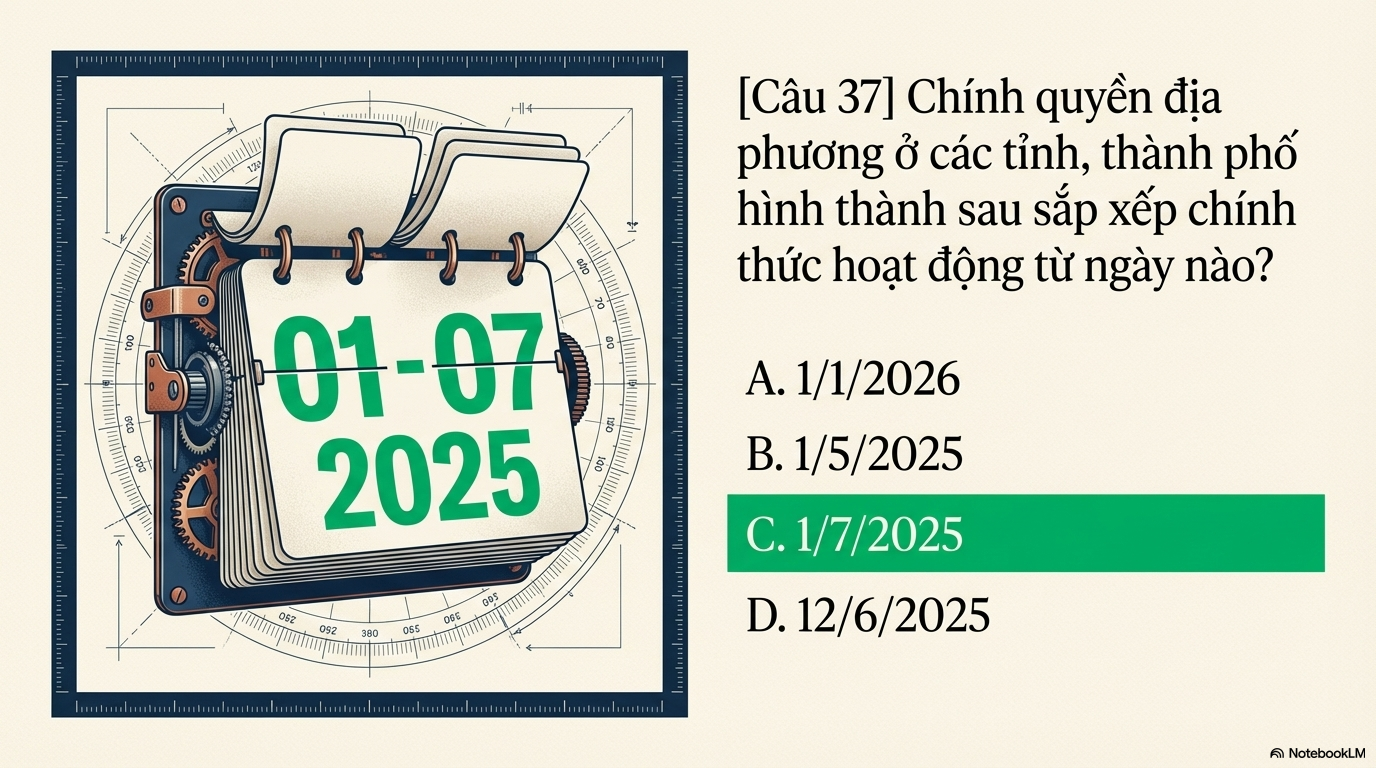 [Câu 37] Chính quyền địa
phương ở các tỉnh, thành phố
hình thành sau sắp xếp chính
thức hoạt động từ ngày nào?
A. 1/1/2026
B. 1/5/2025
C. 1/7/2025
D. 12/6/2025
01-07
2025
380
NotebookLM